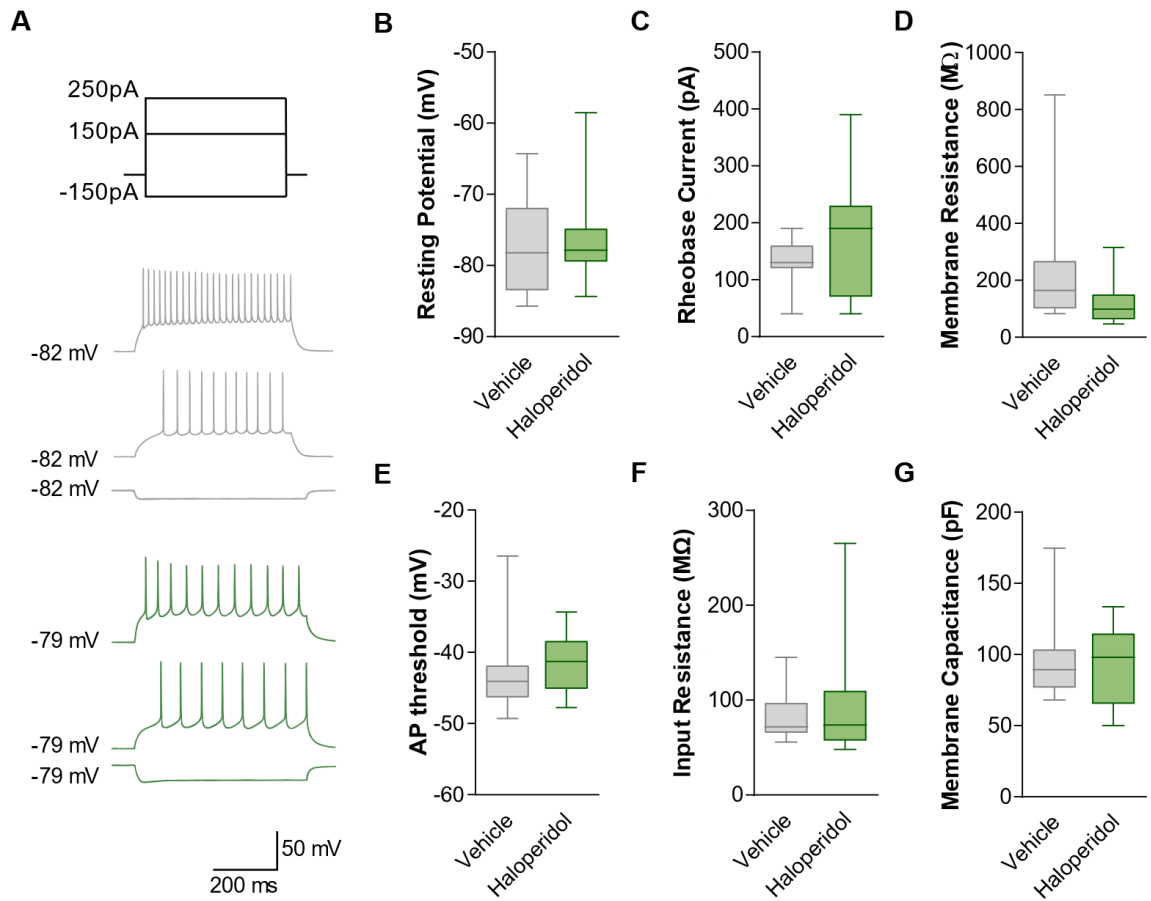 A
250pA
150pA
-150pA
-82 mV
-82 mV
-82 mV
-79 mV
-79 mV
-79 mV
50 mV
200 ms
B
Resting Potential (mV)
-50
-60
-70
-80
-90
Vehicle
Haloperidol
C
Rheobase Current (pA)
500
400
300
200
100
0
Vehicle
Haloperidol
D
Membrane Resistance (MΩ)
1000
800
600
400
200
0
Vehicle
Haloperidol
E
AP threshold (mV)
-20
-30
-40
-50
-60
Vehicle
Haloperidol
F
Input Resistance (MΩ)
300
200
100
0
Vehicle
Haloperidol
G
Membrane Capacitance (pF)
200
150
100
50
0
Vehicle
Haloperidol